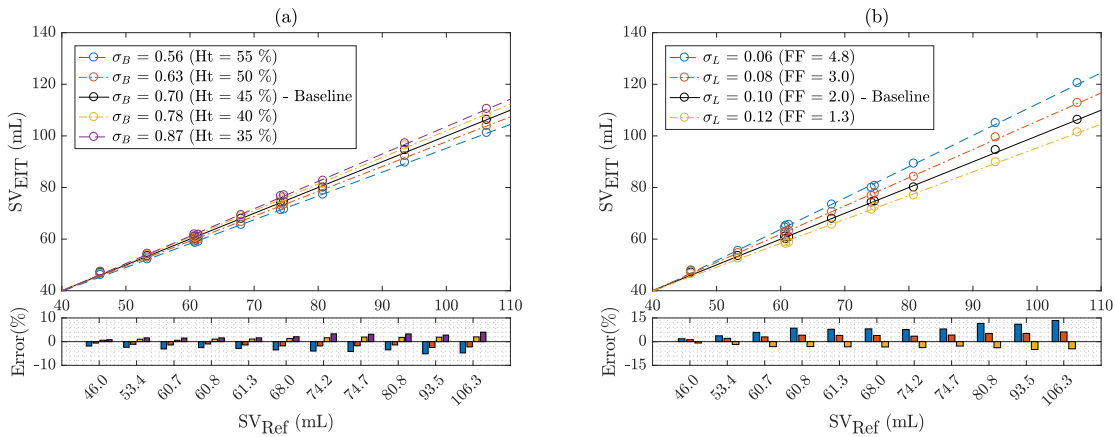 (a)
140
120
100
80
60
40
SV_EIT (mL)
σ_B = 0.56 (Ht = 55 %)
σ_B = 0.63 (Ht = 50 %)
σ_B = 0.70 (Ht = 45 %) - Baseline
σ_B = 0.78 (Ht = 40 %)
σ_B = 0.87 (Ht = 35 %)
40 50 60 70 80 90 100 110
10
0
-10
Error(%)
46.0 53.4 60.7 60.8 61.3 68.0 74.2 74.7 80.8 93.5 106.3
SV_Ref (mL)
(b)
140
120
100
80
60
40
SV_EIT (mL)
σ_L = 0.06 (FF = 4.8)
σ_L = 0.08 (FF = 3.0)
σ_L = 0.10 (FF = 2.0) - Baseline
σ_L = 0.12 (FF = 1.3)
40 50 60 70 80 90 100 110
15
0
-15
Error(%)
46.0 53.4 60.7 60.8 61.3 68.0 74.2 74.7 80.8 93.5 106.3
SV_Ref (mL)